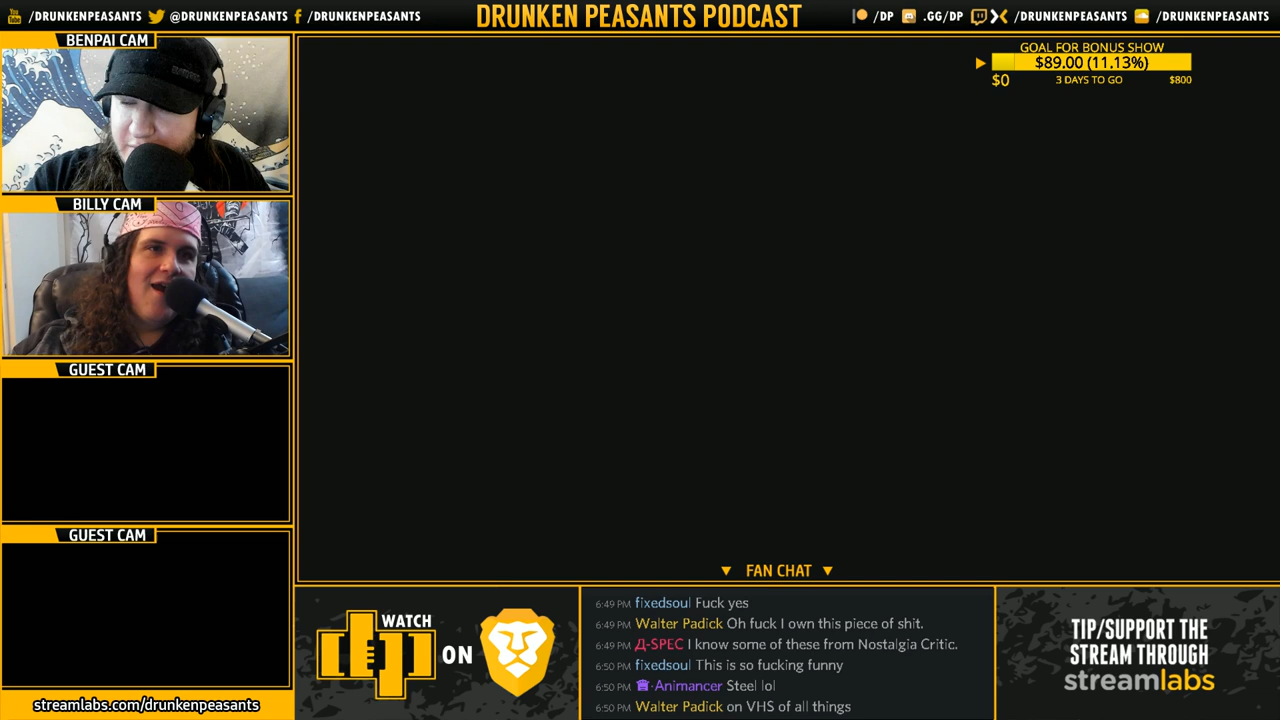 You Tube /DRUNKENPEASANTS @DRUNKENPEASANTS f /DRUNKENPEASANTS
DRUNKEN PEASANTS PODCAST
/DP .GG/DP /DRUNKENPEASANTS /DRUNKENPEASANTS
BENPAI CAM
GOAL FOR BONUS SHOW
$89.00 (11.13%)
$0 3 DAYS TO GO $800
BILLY CAM
GUEST CAM
GUEST CAM
streamlabs.com/drunkenpeasants
FAN CHAT
WATCH
ON
6:49 PM fixedsoul Fuck yes
6:49 PM Walter Padick Oh fuck I own this piece of shit.
6:49 PM Д-SPEC I know some of these from Nostalgia Critic.
6:50 PM fixedsoul This is so fucking funny
6:50 PM Animancer Steel lol
6:50 PM Walter Padick on VHS of all things
TIP/SUPPORT THE
STREAM THROUGH
streamlabs